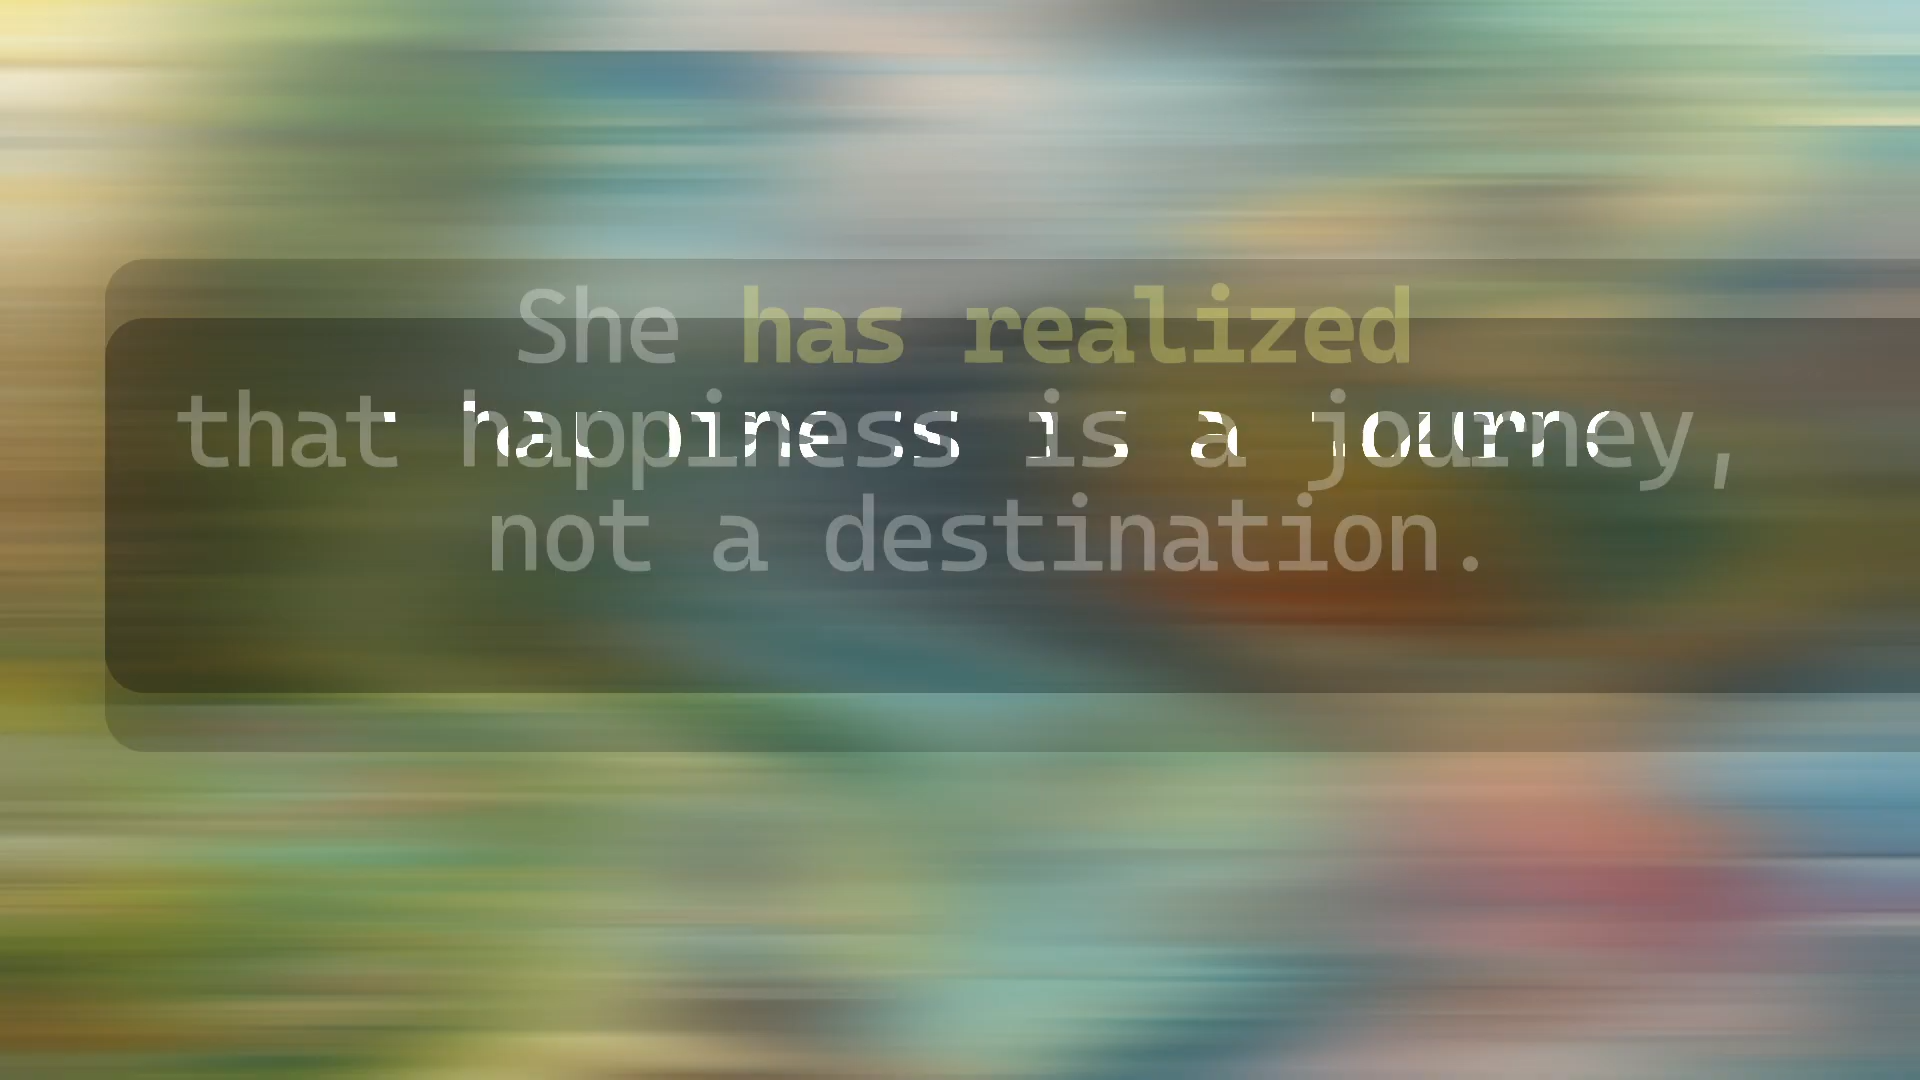 She has realized
that happiness is a journey,
not a destination.